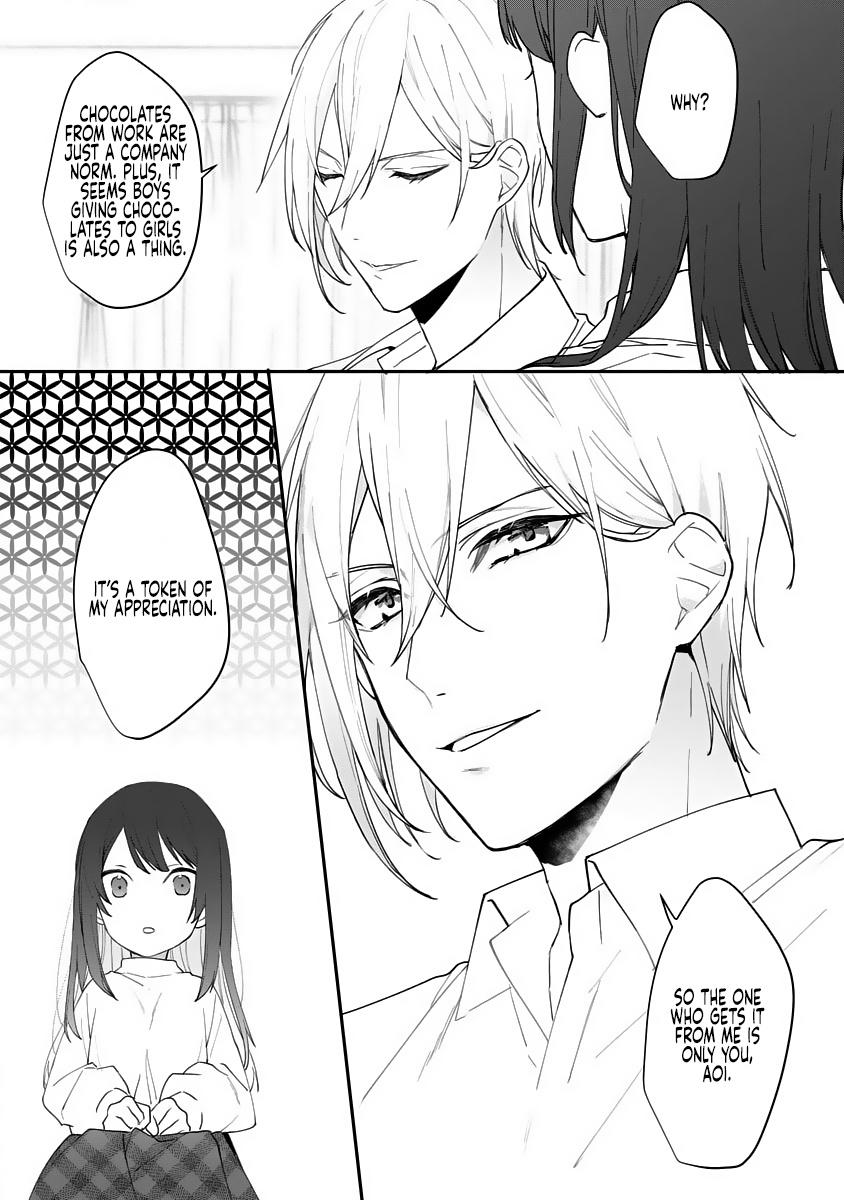 WHY?
CHOCOLATES
FROM WORK ARE
JUST A COMPANY
NORM. PLUS, IT
SEEMS BOYS
GIVING CHOCO-
LATES TO GIRLS
IS ALSO A THING.
SO THE ONE
WHO GETS IT
FROM ME IS
ONLY YOU,
AOI.
IT'S A TOKEN OF
MY APPRECIATION.